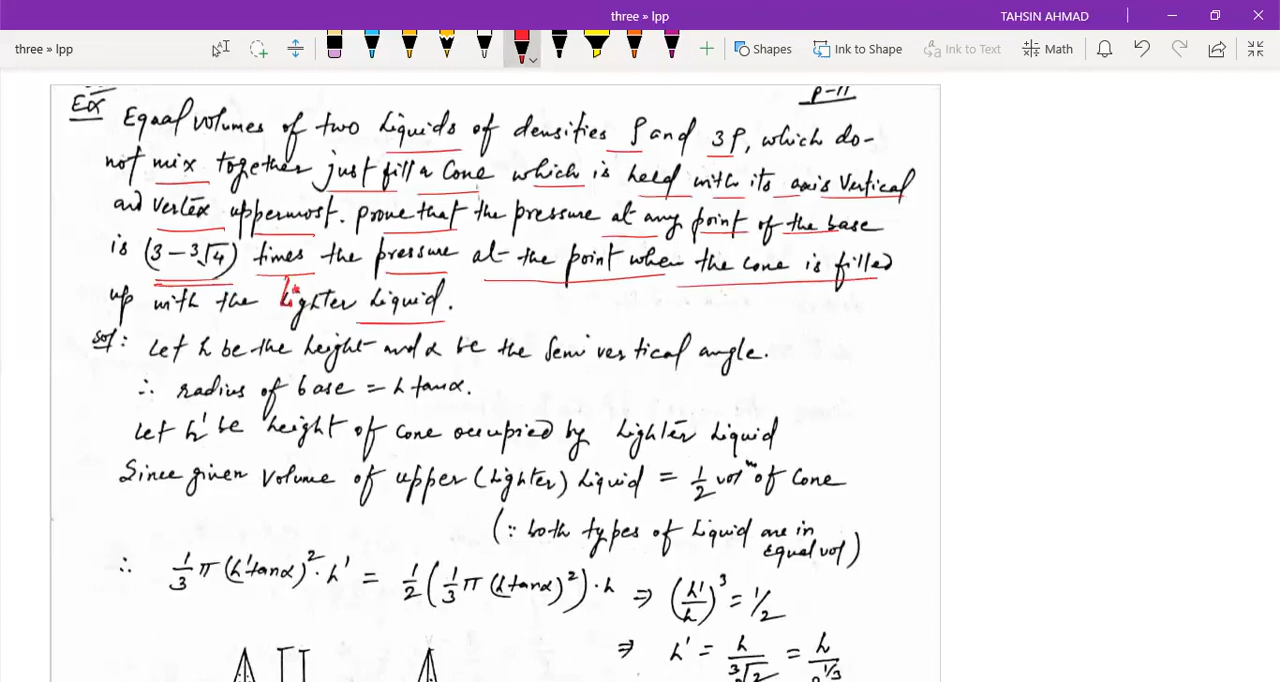 three » lpp
TAHSIN AHMAD
three » lpp
Shapes
Ink to Shape
Ink to Text
Math
P-11
Ex Equal volumes of two Liquids of densities ρ and 3ρ, which do-
not mix together just fill a Cone which is held with its axis Vertical
and Vertex uppermost. prove that the pressure at any point of the base
is (3 - ∛4) times the pressure at the point when the cone is filled
up with the lighter Liquid.
Sol: Let h be the height and α be the Semi vertical angle.
∴ radius of base = h tanα.
Let h' be height of cone occupied by Lighter Liquid
Since given Volume of upper (Lighter) Liquid = 1/2 volᵐ of Cone
(∵ both types of Liquid are in
Equal vol)
∴ 1/3 π (h' tanα)² · h' = 1/2 (1/3 π (h tanα)²) · h ⇒ (h'/h)³ = 1/2
⇒ h' = h/∛2 = h/2^1/3